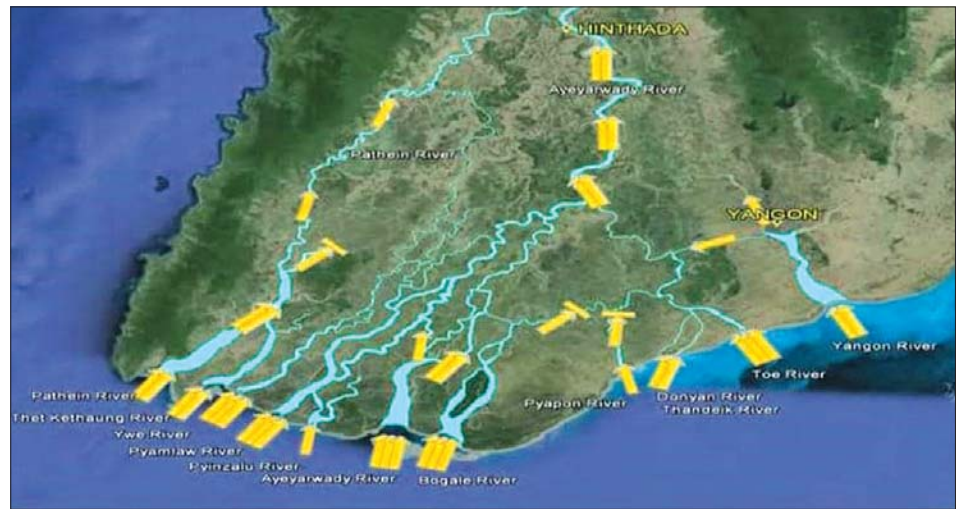 HINTHADA
Ayeyarwady River
Pathein River
YANGON
Yangon River
Toe River
Donyan River
Thandeik River
Pyapon River
Pathein River
Thet Kethaung River
Ywe River
Pyamlaw River
Pyinzalu River
Ayeyarwady River
Bogale River